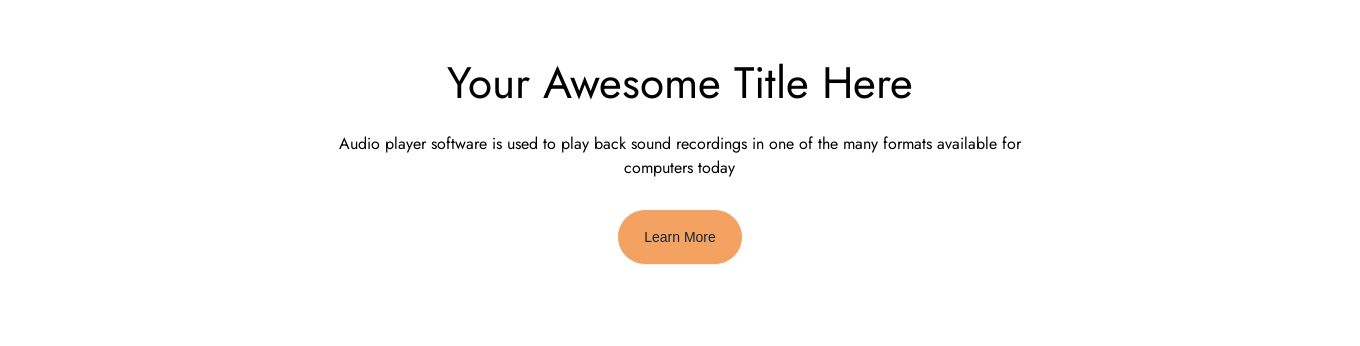 Your Awesome Title Here
Audio player software is used to play back sound recordings in one of the many formats available for
computers today
Learn More